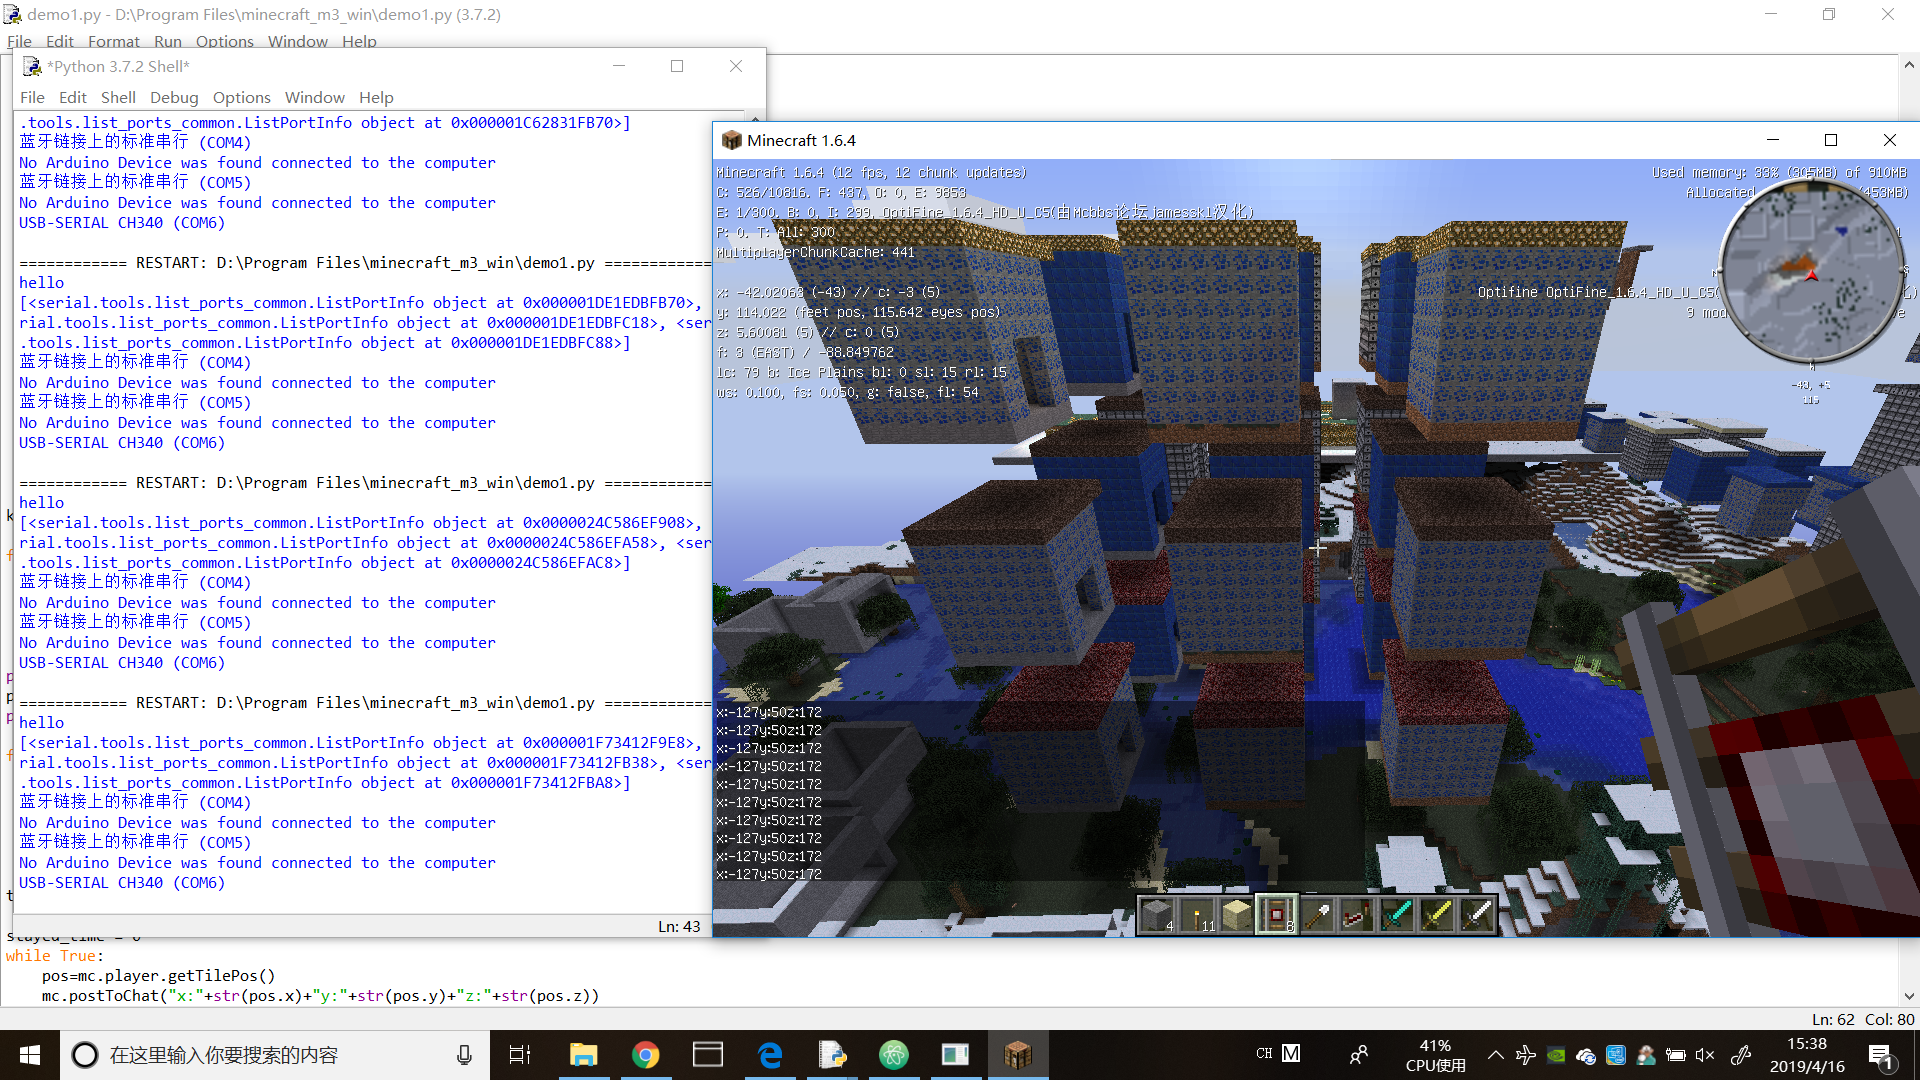 demo1.py - D:\Program Files\minecraft_m3_win\demo1.py (3.7.2)
File Edit Format Run Options Window Help
*Python 3.7.2 Shell*
File Edit Shell Debug Options Window Help
.tools.list_ports_common.ListPortInfo object at 0x000001C62831FB70>]
蓝牙链接上的标准串行 (COM4)
No Arduino Device was found connected to the computer
蓝牙链接上的标准串行 (COM5)
No Arduino Device was found connected to the computer
USB-SERIAL CH340 (COM6)
============ RESTART: D:\Program Files\minecraft_m3_win\demo1.py ============
hello
[<serial.tools.list_ports_common.ListPortInfo object at 0x000001DE1EDBFB70>,
rial.tools.list_ports_common.ListPortInfo object at 0x000001DE1EDBFC18>, <ser
.tools.list_ports_common.ListPortInfo object at 0x000001DE1EDBFC88>]
蓝牙链接上的标准串行 (COM4)
No Arduino Device was found connected to the computer
蓝牙链接上的标准串行 (COM5)
No Arduino Device was found connected to the computer
USB-SERIAL CH340 (COM6)
============ RESTART: D:\Program Files\minecraft_m3_win\demo1.py ============
hello
[<serial.tools.list_ports_common.ListPortInfo object at 0x0000024C586EF908>,
rial.tools.list_ports_common.ListPortInfo object at 0x0000024C586EFA58>, <ser
.tools.list_ports_common.ListPortInfo object at 0x0000024C586EFAC8>]
蓝牙链接上的标准串行 (COM4)
No Arduino Device was found connected to the computer
蓝牙链接上的标准串行 (COM5)
No Arduino Device was found connected to the computer
USB-SERIAL CH340 (COM6)
============ RESTART: D:\Program Files\minecraft_m3_win\demo1.py ============
hello
[<serial.tools.list_ports_common.ListPortInfo object at 0x000001F73412F9E8>,
rial.tools.list_ports_common.ListPortInfo object at 0x000001F73412FB38>, <ser
.tools.list_ports_common.ListPortInfo object at 0x000001F73412FBA8>]
蓝牙链接上的标准串行 (COM4)
No Arduino Device was found connected to the computer
蓝牙链接上的标准串行 (COM5)
No Arduino Device was found connected to the computer
USB-SERIAL CH340 (COM6)
Ln: 43
Minecraft 1.6.4
Minecraft 1.6.4 (12 fps, 12 chunk updates)
C: 526/10816. F: 437, O: 0, E: 9853
E: 1/300. B: 0, I: 299, OptiFine_1.6.4_HD_U_C5(由Mcbbs论坛jamesskl汉化)
P: 0. T: All: 300
MultiplayerChunkCache: 441
x: -42.02063 (-43) // c: -3 (5)
y: 114.022 (feet pos, 115.642 eyes pos)
z: 5.60081 (5) // c: 0 (5)
f: 3 (EAST) / -88.849762
lc: 79 b: Ice Plains bl: 0 sl: 15 rl: 15
ws: 0.100, fs: 0.050, g: false, fl: 54
Used memory: 33% (305MB) of 910MB
Allocated (453MB)
Optifine OptiFine_1.6.4_HD_U_C5(
9 mod
-43, +5
119
x:-127y:50z:172
x:-127y:50z:172
x:-127y:50z:172
x:-127y:50z:172
x:-127y:50z:172
x:-127y:50z:172
x:-127y:50z:172
x:-127y:50z:172
x:-127y:50z:172
x:-127y:50z:172
4 11 8
stayed_time = 0
while True:
pos=mc.player.getTilePos()
mc.postToChat("x:"+str(pos.x)+"y:"+str(pos.y)+"z:"+str(pos.z))
Ln: 62 Col: 80
在这里输入你要搜索的内容
CH M
41%
CPU使用
15:38
2019/4/16
1